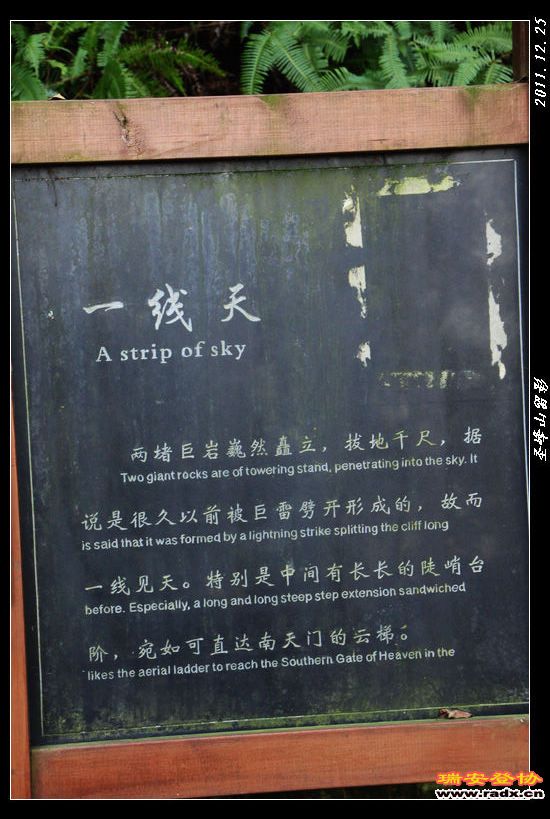 2011.12.25
一线天
A strip of sky
两堵巨岩巍然矗立，拔地千尺，据
Two giant rocks are of towering stand, penetrating into the sky. It
说是很久以前被巨雷劈开形成的，故而
is said that it was formed by a lightning strike splitting the cliff long
一线见天。特别是中间有长长的陡峭台
before. Especially, a long and long steep step extension sandwiched
阶，宛如可直达南天门的云梯。
likes the aerial ladder to reach the Southern Gate of Heaven in the
圣峰山留影
瑞安登协
www.radx.cn